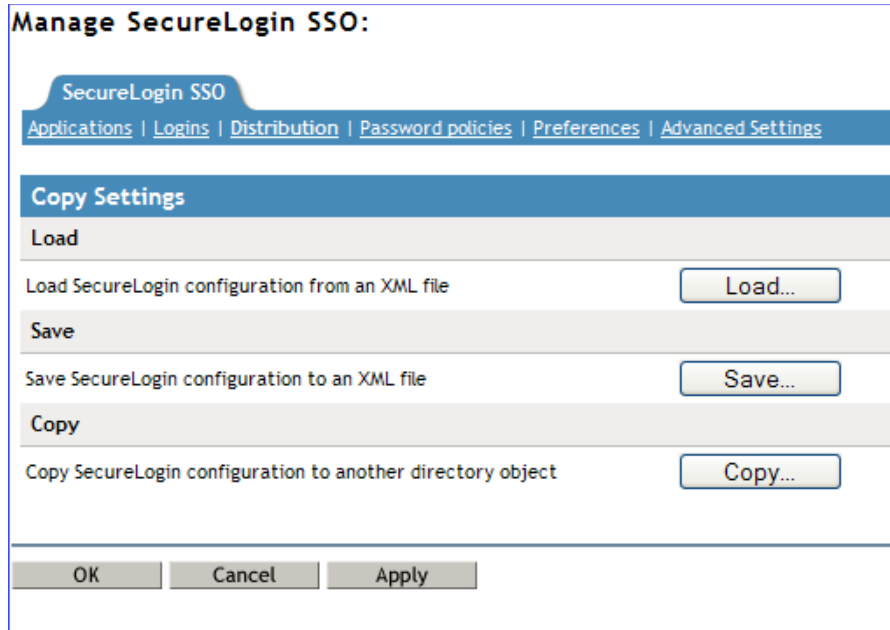 Manage SecureLogin SSO:
SecureLogin SSO
Applications | Logins | Distribution | Password policies | Preferences | Advanced Settings
Copy Settings
Load
Load SecureLogin configuration from an XML file Load...
Save
Save SecureLogin configuration to an XML file Save...
Copy
Copy SecureLogin configuration to another directory object Copy...
OK Cancel Apply